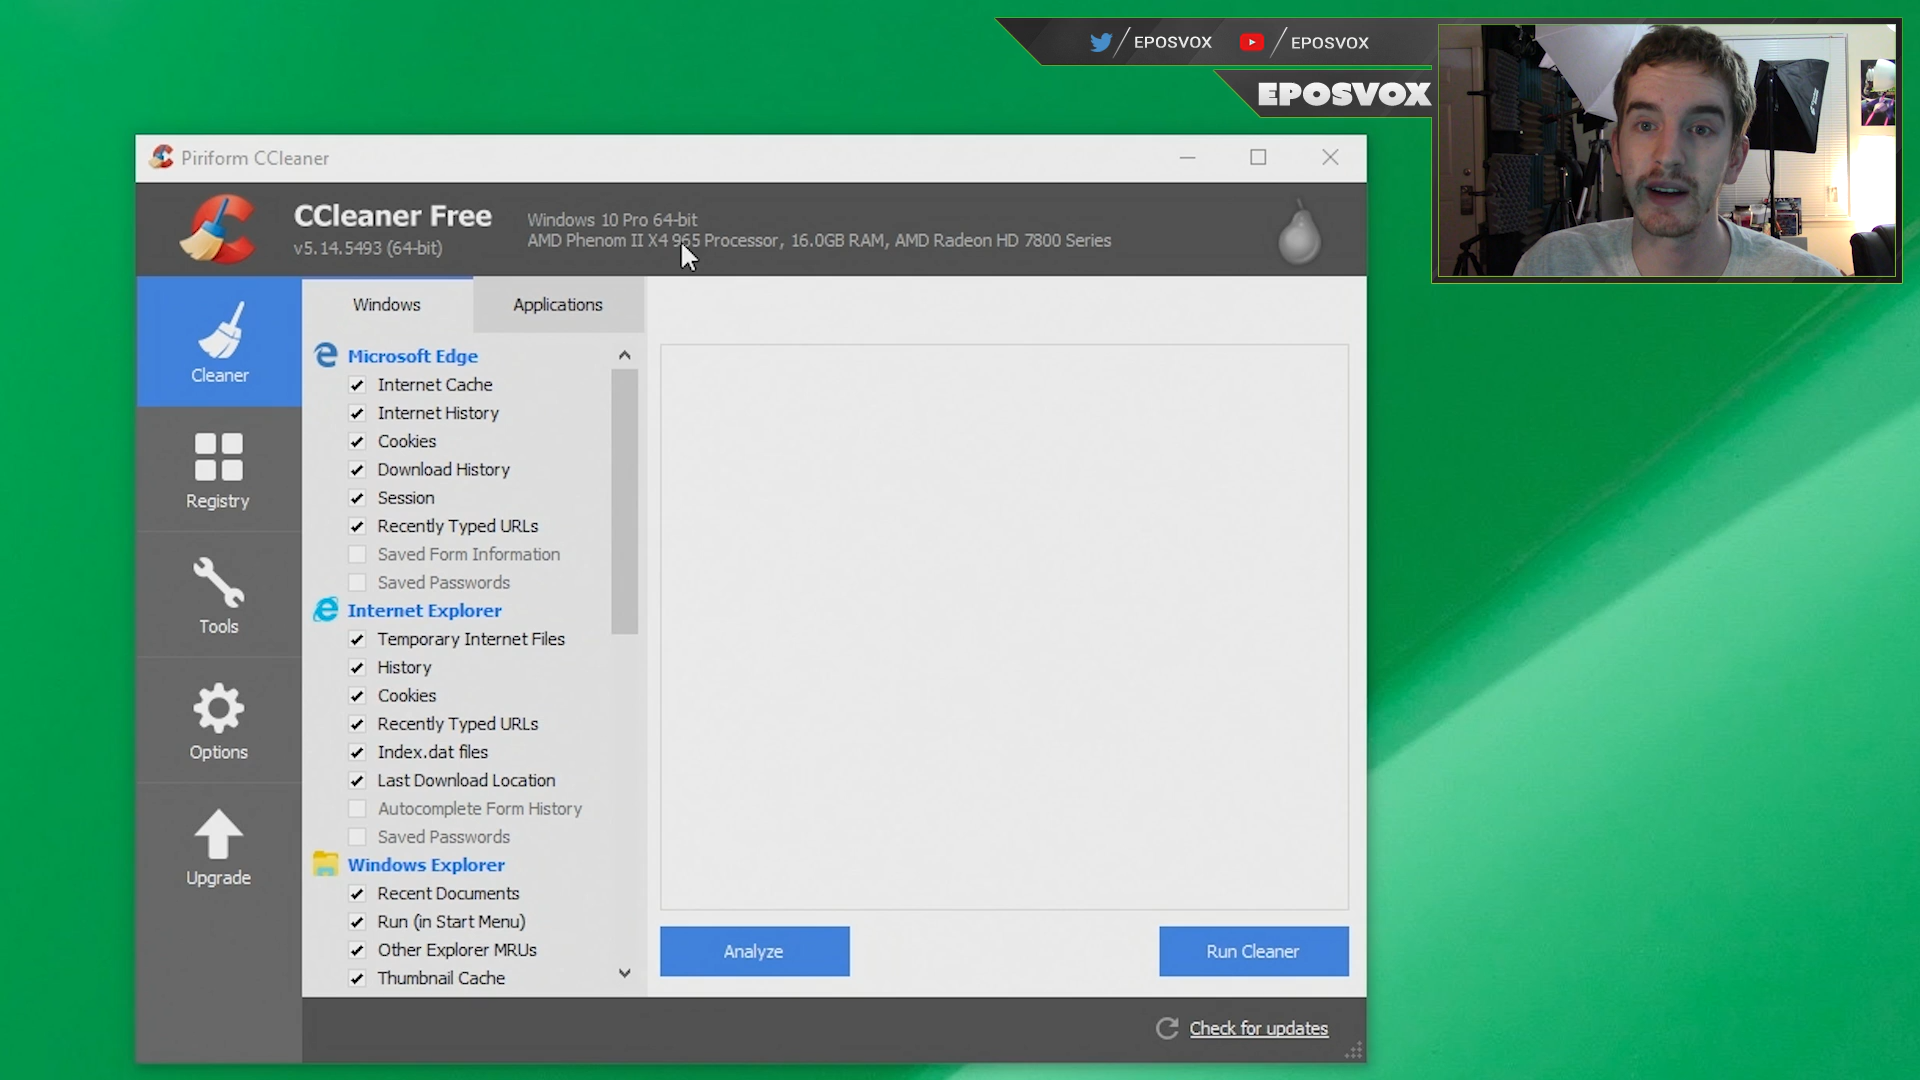 EPOSVOX
EPOSVOX
EPOSVOX
Piriform CCleaner
CCleaner Free
v5.14.5493 (64-bit)
Windows 10 Pro 64-bit
AMD Phenom II X4 965 Processor, 16.0GB RAM, AMD Radeon HD 7800 Series
Cleaner
Registry
Tools
Options
Upgrade
Windows
Applications
Microsoft Edge
Internet Cache
Internet History
Cookies
Download History
Session
Recently Typed URLs
Saved Form Information
Saved Passwords
Internet Explorer
Temporary Internet Files
History
Cookies
Recently Typed URLs
Index.dat files
Last Download Location
Autocomplete Form History
Saved Passwords
Windows Explorer
Recent Documents
Run (in Start Menu)
Other Explorer MRUs
Thumbnail Cache
Analyze
Run Cleaner
Check for updates